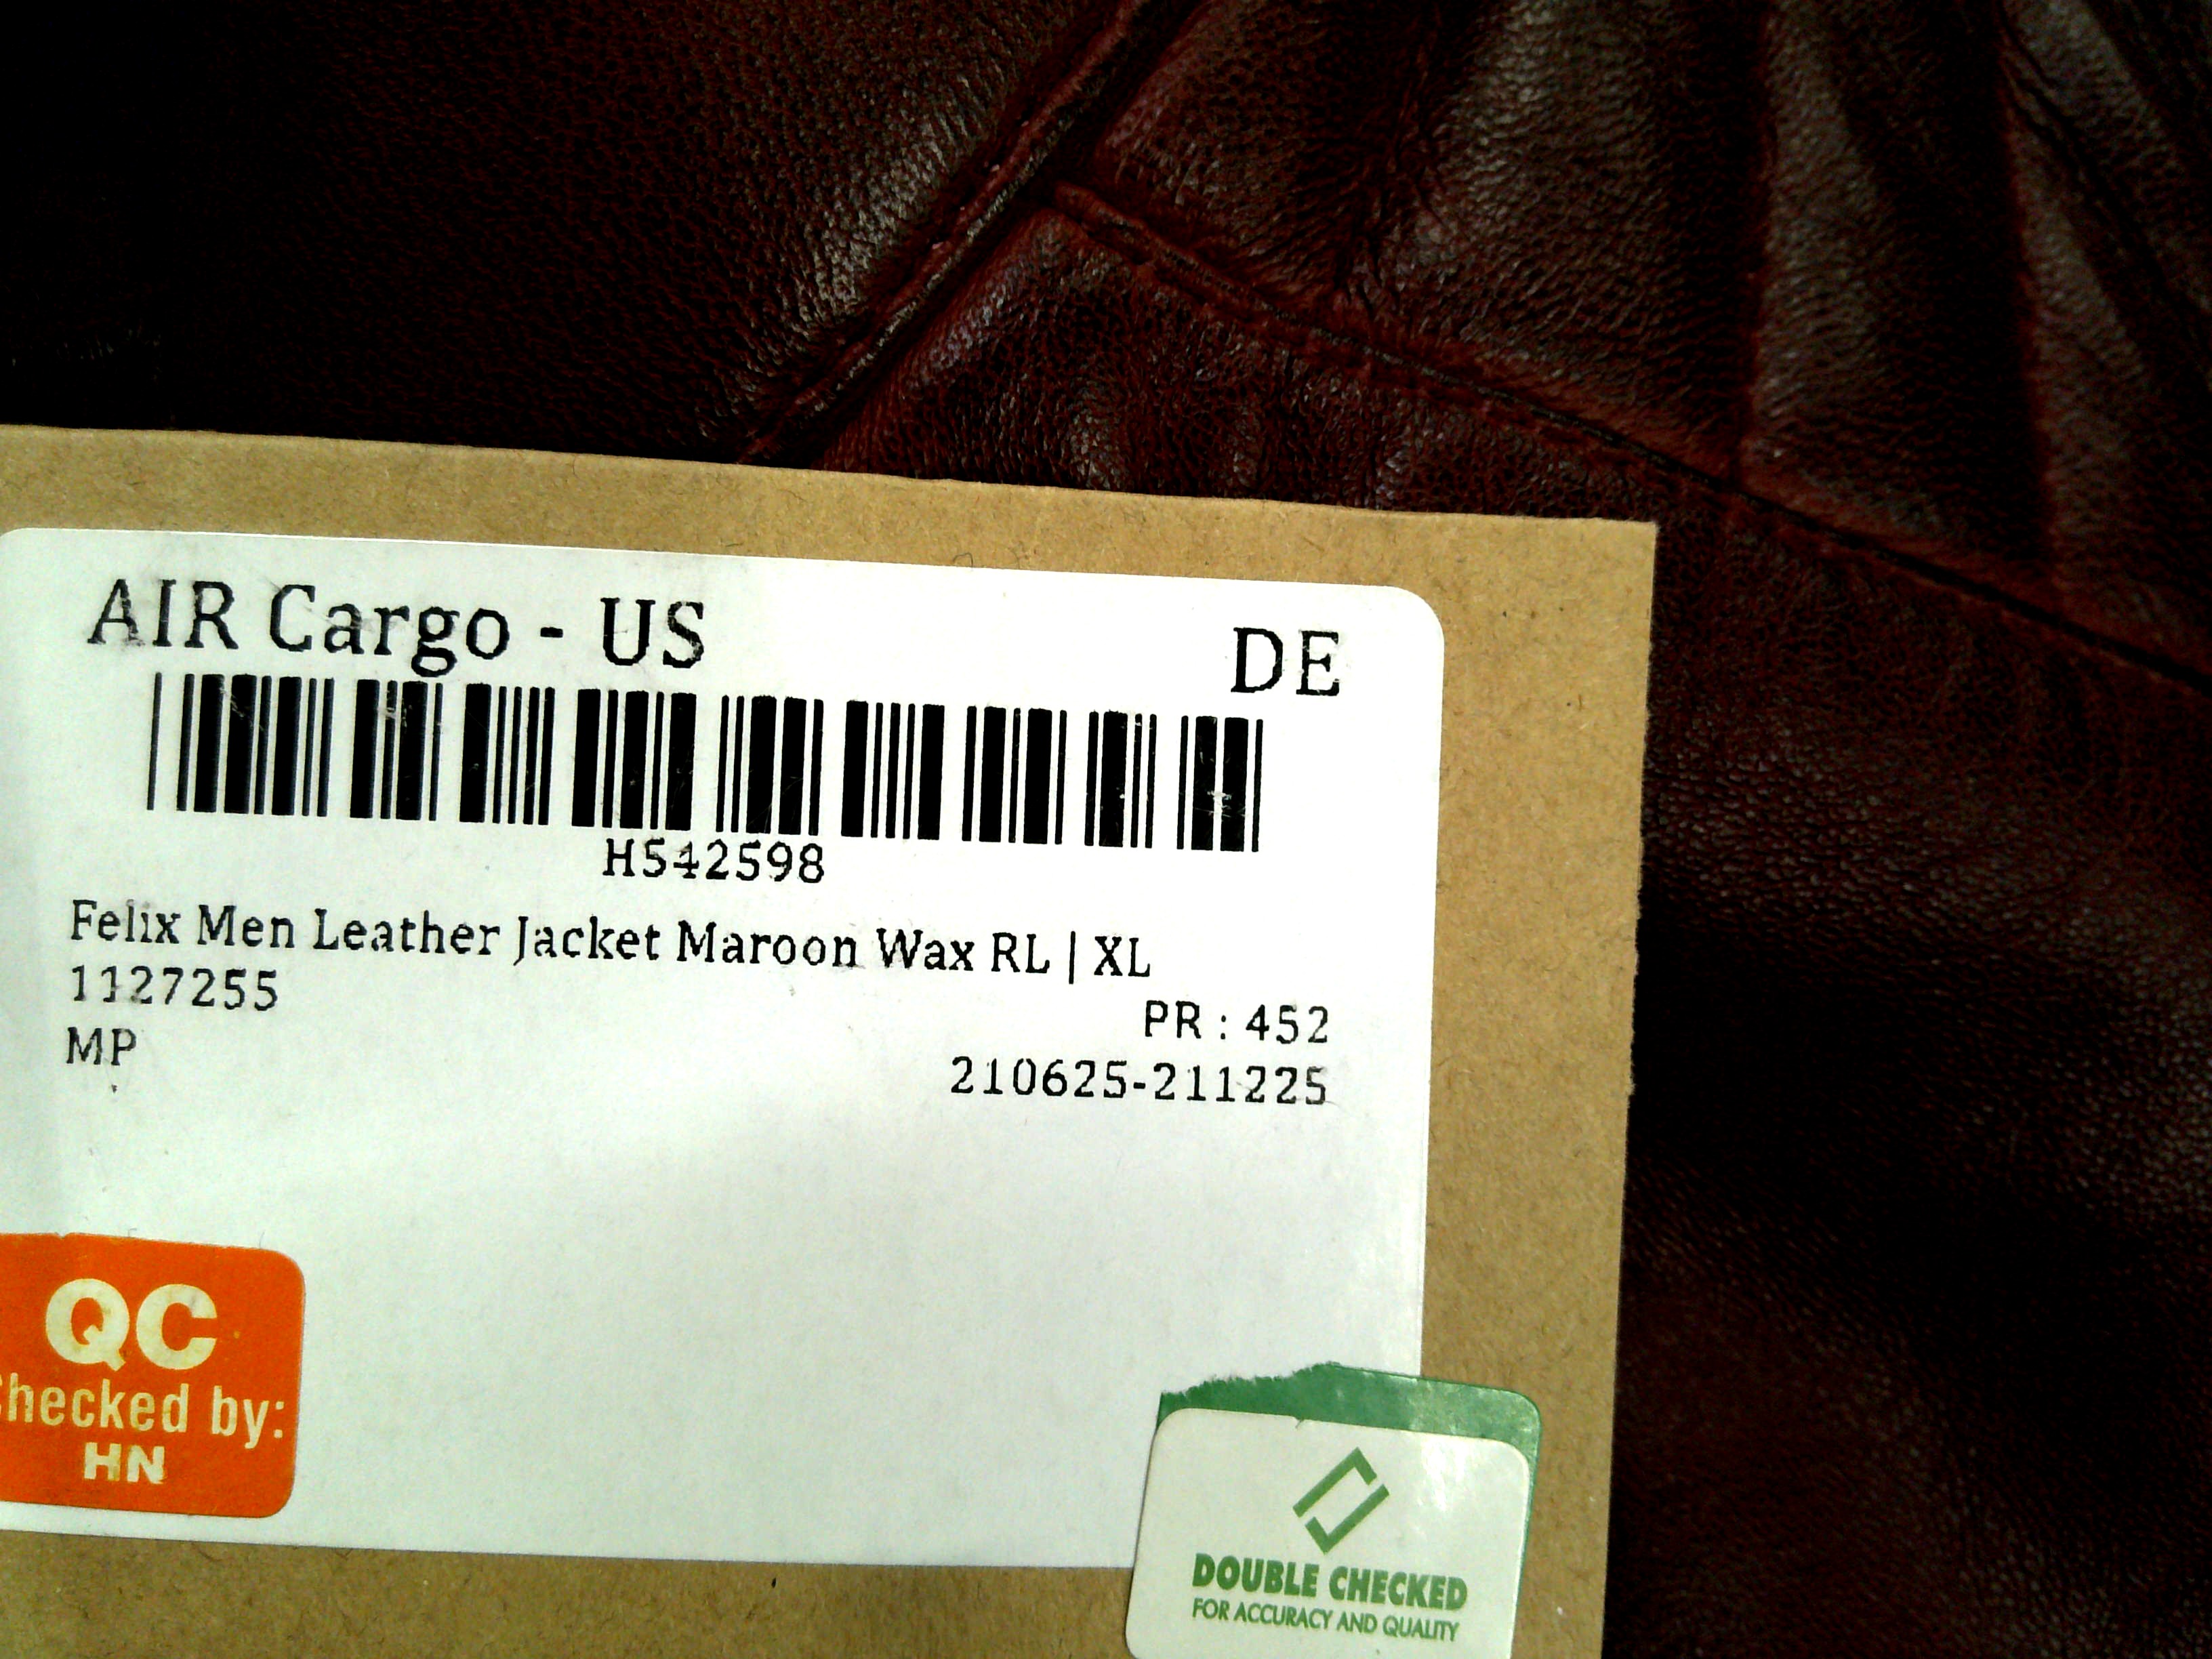 AIR Cargo - US
DE
H542598
Felix Men Leather Jacket Maroon Wax RL | XL
1127255
PR : 452
MP
210625-211225
QC
Checked by:
HN
DOUBLE CHECKED
FOR ACCURACY AND QUALITY